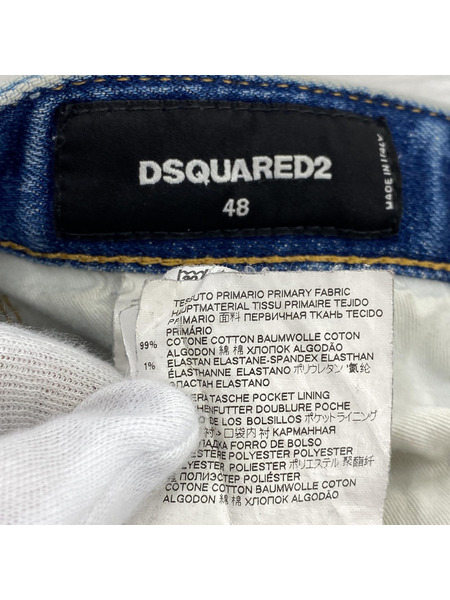 DSQUARED2
48
MADE IN ITALY
TESSUTO PRIMARIO PRIMARY FABRIC
HAUPTMATERIAL TISSU PRIMAIRE TEJIDO
PRIMARIO 面料 ПЕРВИЧНАЯ ТКАНЬ TECIDO
PRIMÁRIO
99% COTONE COTTON BAUMWOLLE COTON
ALGODON 綿 棉 ХЛОПОК ALGODÃO
1% ELASTAN ELASTANE-SPANDEX ELASTHAN
ÉLASTHANNE ELASTANO ポリウレタン 氨纶
ЭЛАСТАН ELASTANO
TASCHE POCKET LINING
DOUBLURE POCHE
DE LOS BOLSILLOS ポケットライニング
口袋内衬 КАРМАННАЯ
FORRO DE BOLSO
POLYESTER POLYESTER
POLIESTER ポリエステル 聚酯纤
ПОЛИЭСТЕР POLIÉSTER
COTONE COTTON BAUMWOLLE COTON
ALGODON 綿 棉 ХЛОПОК ALGODÃO